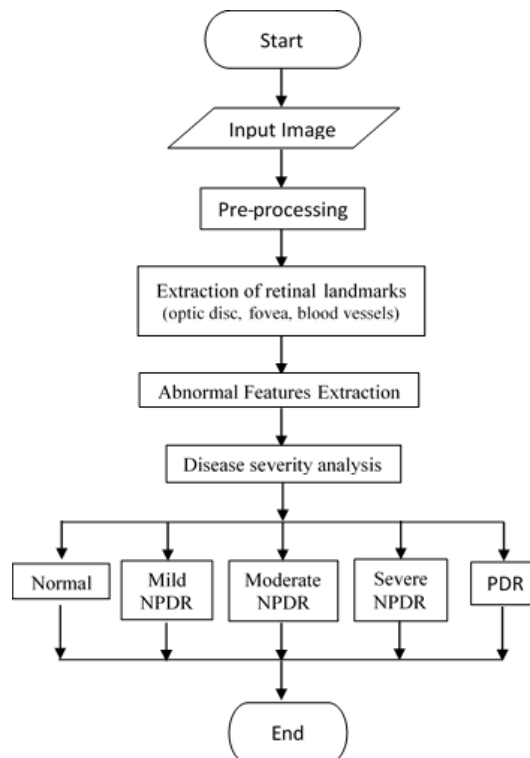 Start
Input Image
Pre-processing
Extraction of retinal landmarks
(optic disc, fovea, blood vessels)
Abnormal Features Extraction
Disease severity analysis
Normal
Mild
NPDR
Moderate
NPDR
Severe
NPDR
PDR
End